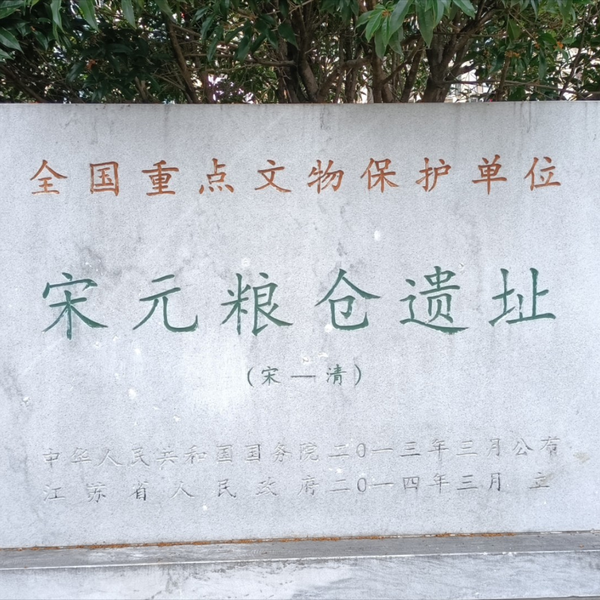 全国重点文物保护单位
宋元粮仓遗址
(宋—清)
中华人民共和国国务院二〇一三年三月公布
江苏省人民政府二〇一四年三月 立